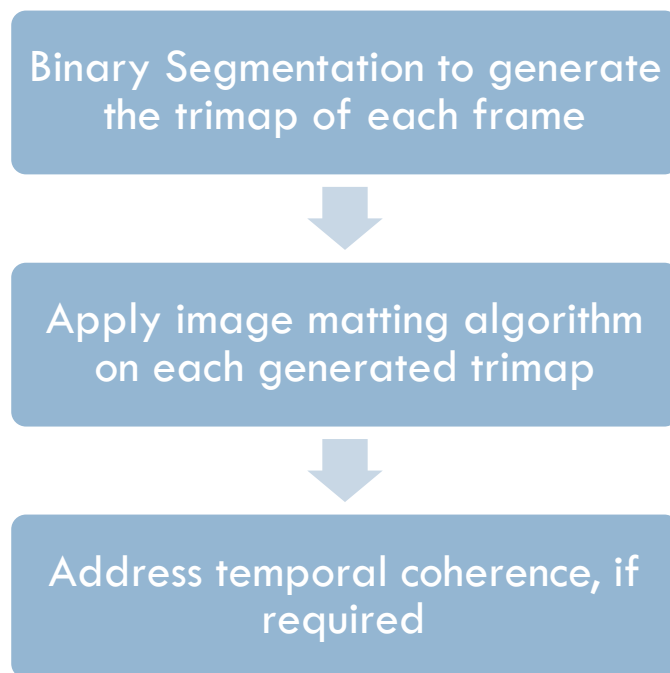 Binary Segmentation to generate
the trimap of each frame
Apply image matting algorithm
on each generated trimap
Address temporal coherence, if
required